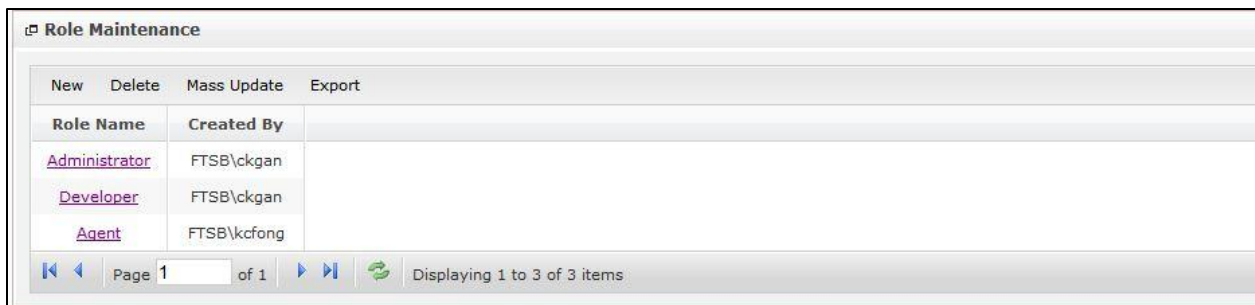 Role Maintenance
New Delete Mass Update Export
Role Name Created By
Administrator FTSB\ckgan
Developer FTSB\ckgan
Agent FTSB\kcfong
Page 1 of 1 Displaying 1 to 3 of 3 items